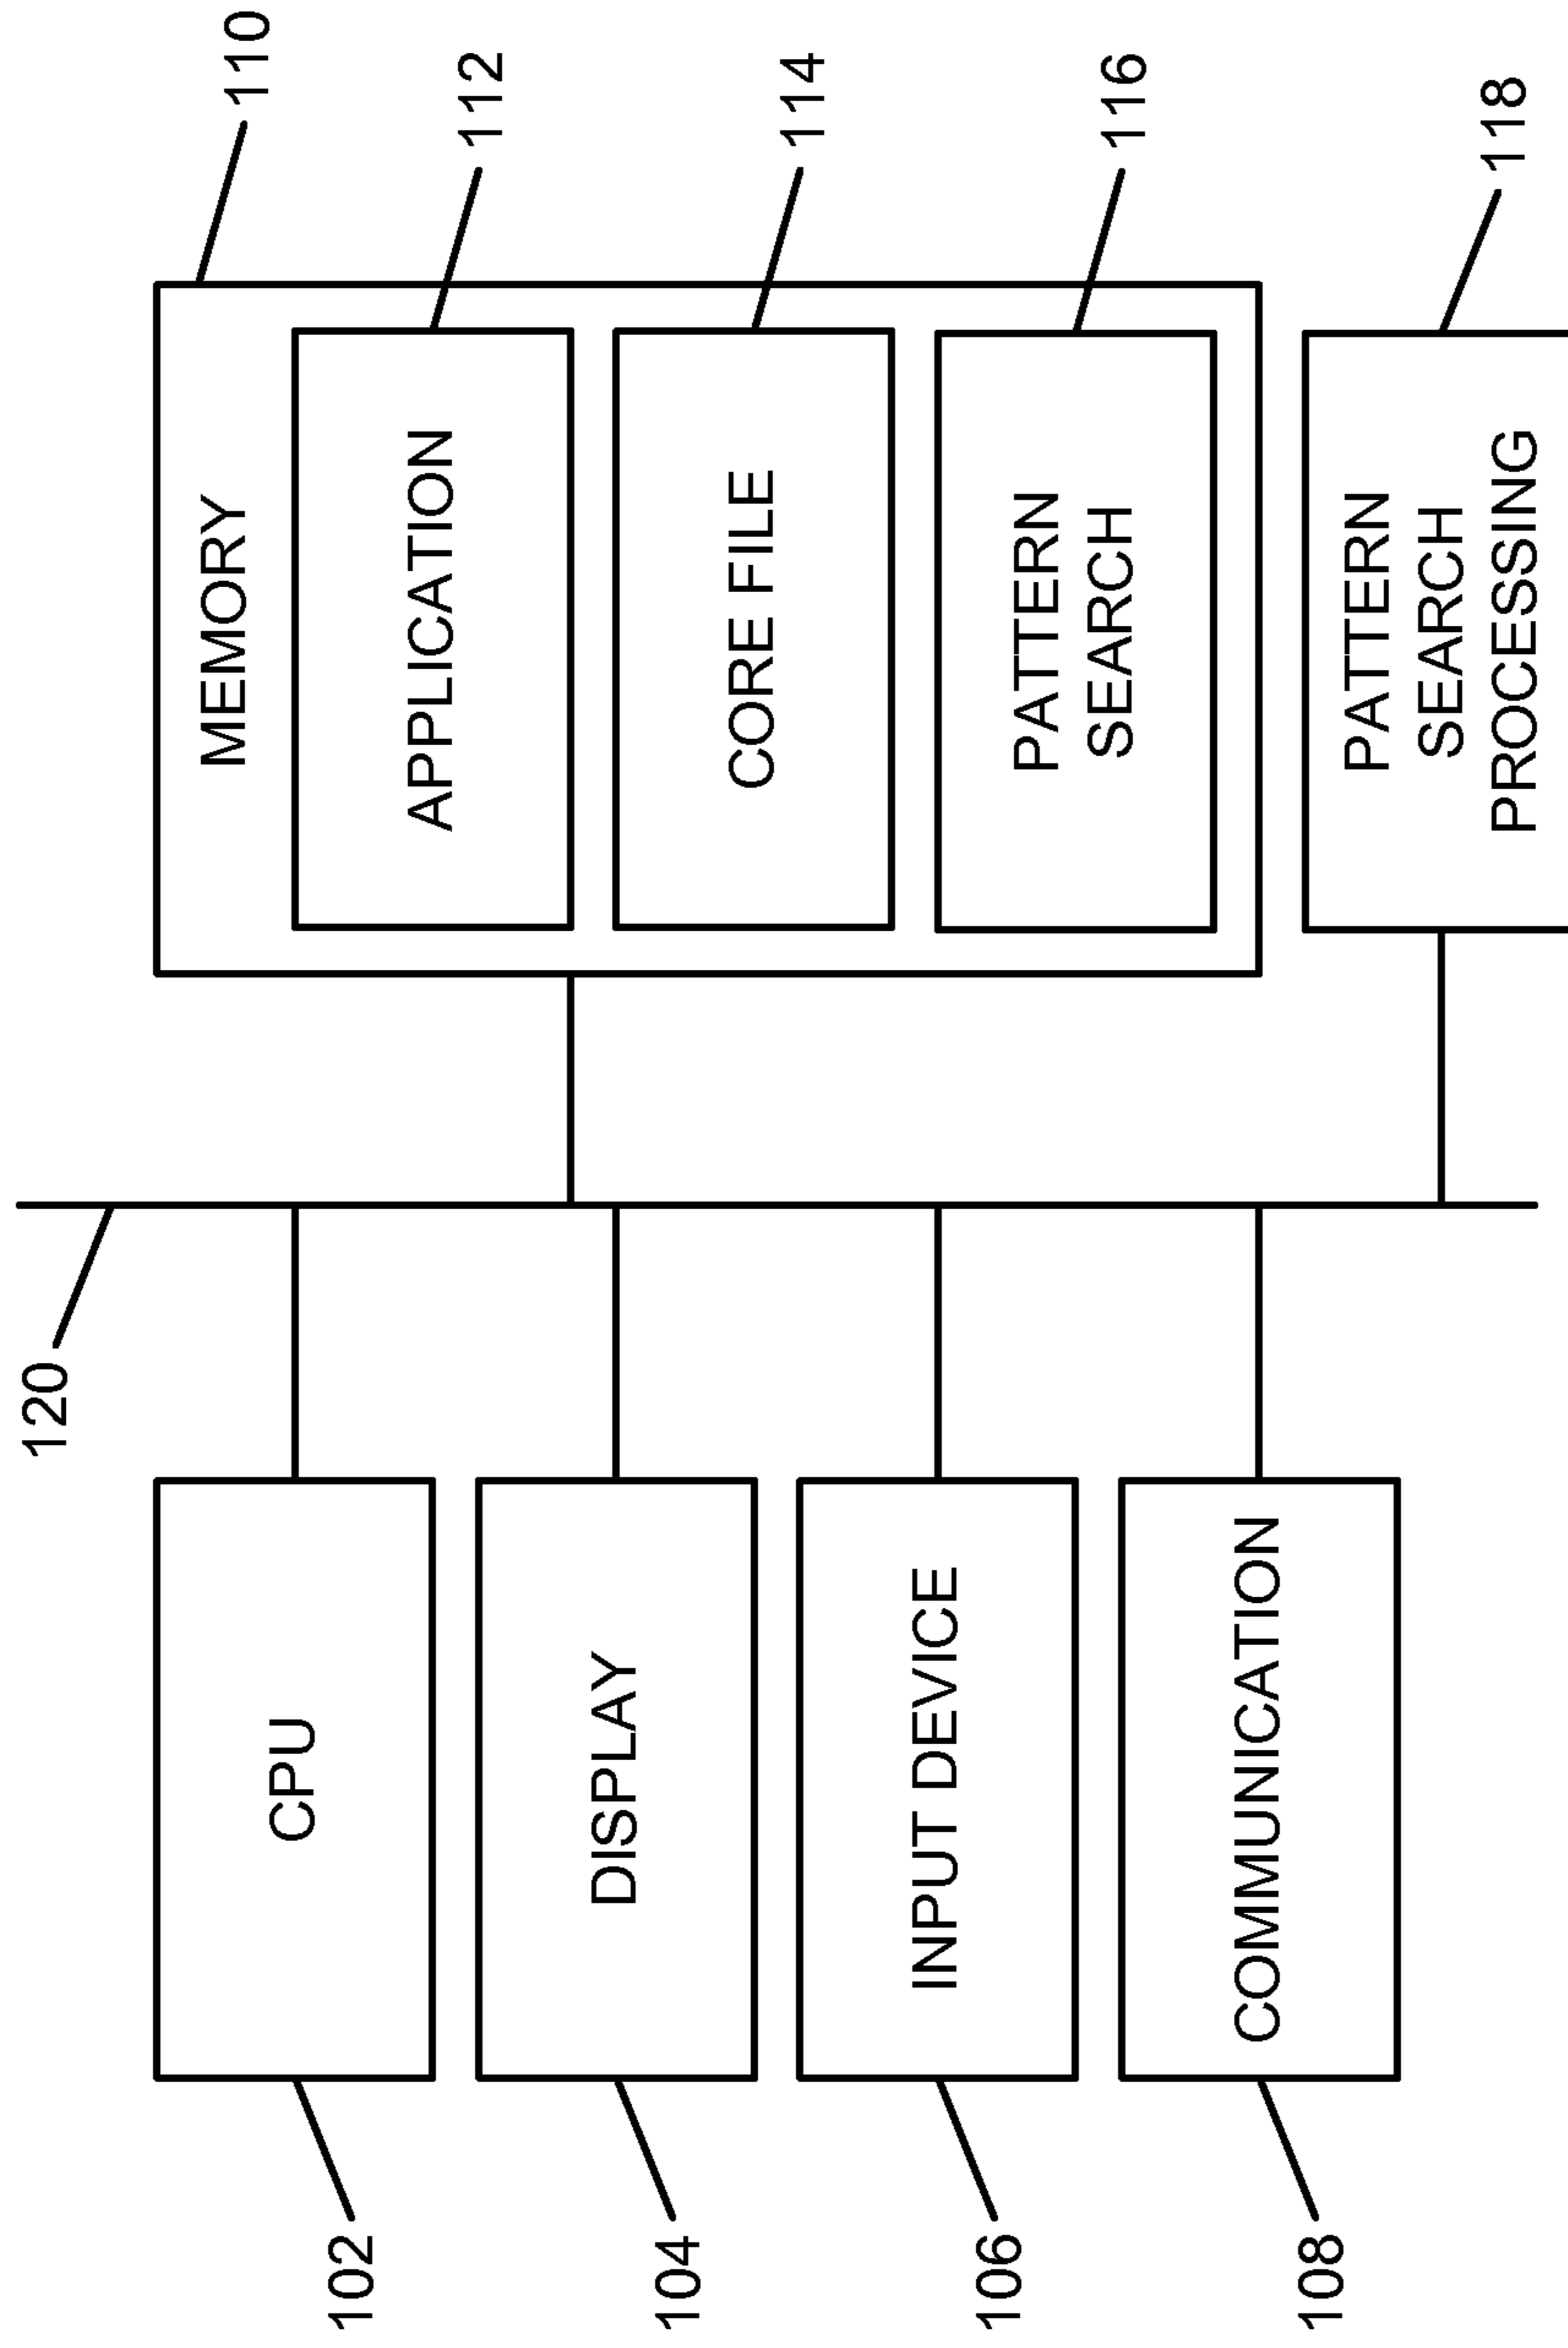 120
102
CPU
104
DISPLAY
106
INPUT DEVICE
108
COMMUNICATION
110
MEMORY
112
APPLICATION
114
CORE FILE
116
PATTERN
SEARCH
118
PATTERN
SEARCH
PROCESSING